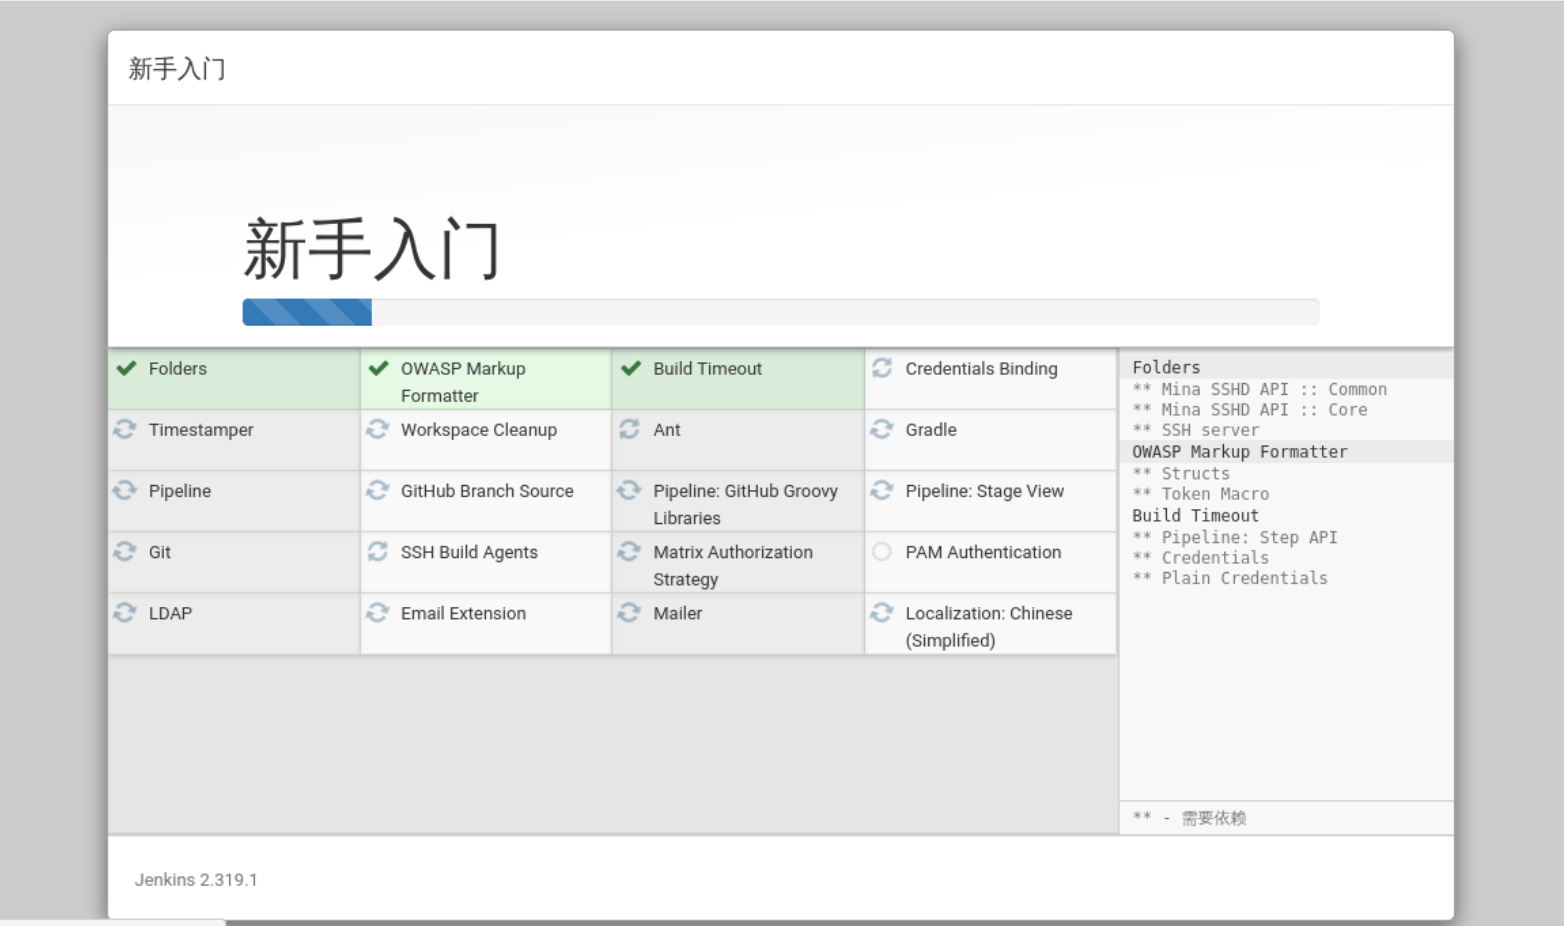 新手入门
新手入门
Folders
OWASP Markup
Formatter
Build Timeout
Credentials Binding
Timestamper
Workspace Cleanup
Ant
Gradle
Pipeline
GitHub Branch Source
Pipeline: GitHub Groovy
Libraries
Pipeline: Stage View
Git
SSH Build Agents
Matrix Authorization
Strategy
PAM Authentication
LDAP
Email Extension
Mailer
Localization: Chinese
(Simplified)
Folders
** Mina SSHD API :: Common
** Mina SSHD API :: Core
** SSH server
OWASP Markup Formatter
** Structs
** Token Macro
Build Timeout
** Pipeline: Step API
** Credentials
** Plain Credentials
** - 需要依赖
Jenkins 2.319.1